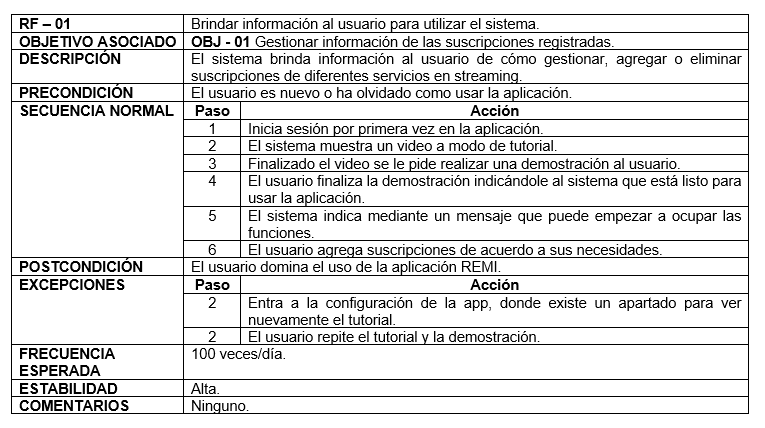 RF – 01 Brindar información al usuario para utilizar el sistema.
OBJETIVO ASOCIADO OBJ - 01 Gestionar información de las suscripciones registradas.
DESCRIPCIÓN El sistema brinda información al usuario de cómo gestionar, agregar o eliminar
suscripciones de diferentes servicios en streaming.
PRECONDICIÓN El usuario es nuevo o ha olvidado como usar la aplicación.
SECUENCIA NORMAL Paso Acción
1 Inicia sesión por primera vez en la aplicación.
2 El sistema muestra un video a modo de tutorial.
3 Finalizado el video se le pide realizar una demostración al usuario.
4 El usuario finaliza la demostración indicándole al sistema que está listo para
usar la aplicación.
5 El sistema indica mediante un mensaje que puede empezar a ocupar las
funciones.
6 El usuario agrega suscripciones de acuerdo a sus necesidades.
POSTCONDICIÓN El usuario domina el uso de la aplicación REMI.
EXCEPCIONES Paso Acción
2 Entra a la configuración de la app, donde existe un apartado para ver
nuevamente el tutorial.
2 El usuario repite el tutorial y la demostración.
FRECUENCIA 100 veces/día.
ESPERADA
ESTABILIDAD Alta.
COMENTARIOS Ninguno.